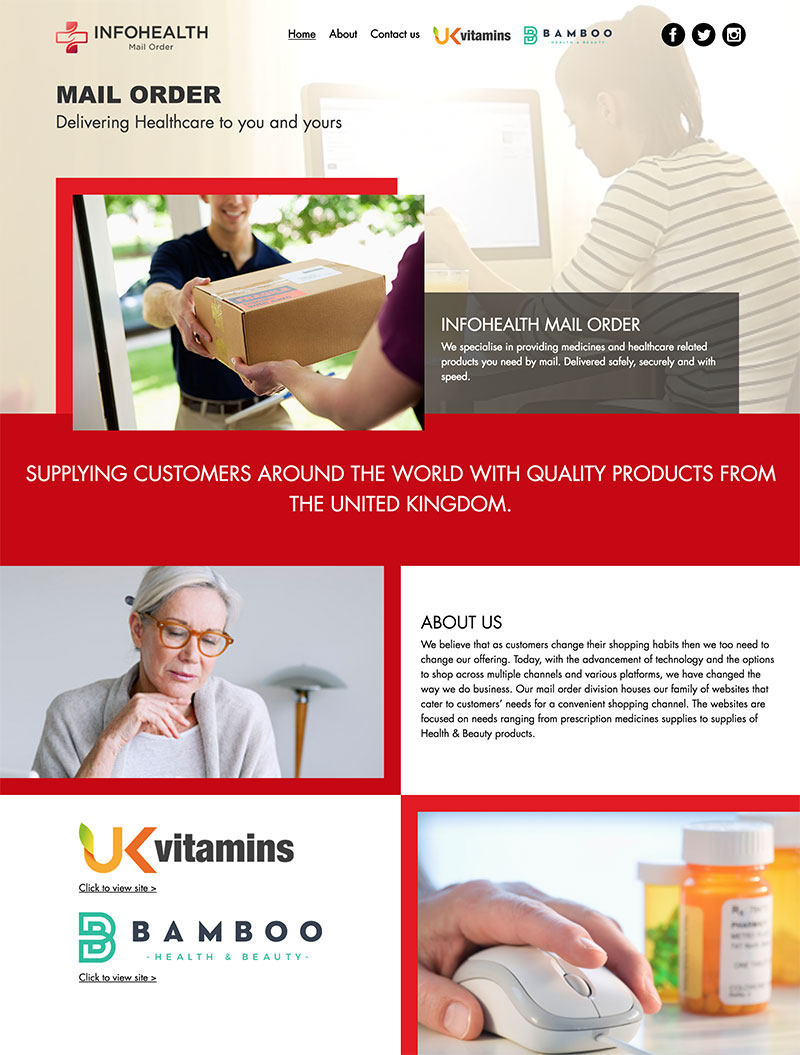 INFOHEALTH
Mail Order
Home About Contact us UKvitamins BAMBOO
HEALTH & BEAUTY
MAIL ORDER
Delivering Healthcare to you and yours
FRAGILE
INFOHEALTH MAIL ORDER
We specialise in providing medicines and healthcare related
products you need by mail. Delivered safely, securely and with
speed.
SUPPLYING CUSTOMERS AROUND THE WORLD WITH QUALITY PRODUCTS FROM
THE UNITED KINGDOM.
ABOUT US
We believe that as customers change their shopping habits then we too need to
change our offering. Today, with the advancement of technology and the options
to shop across multiple channels and various platforms, we have changed the
way we do business. Our mail order division houses our family of websites that
cater to customers’ needs for a convenient shopping channel. The websites are
focused on needs ranging from prescription medicines supplies to supplies of
Health & Beauty products.
UKvitamins
Click to view site >
BAMBOO
-HEALTH & BEAUTY-
Click to view site >